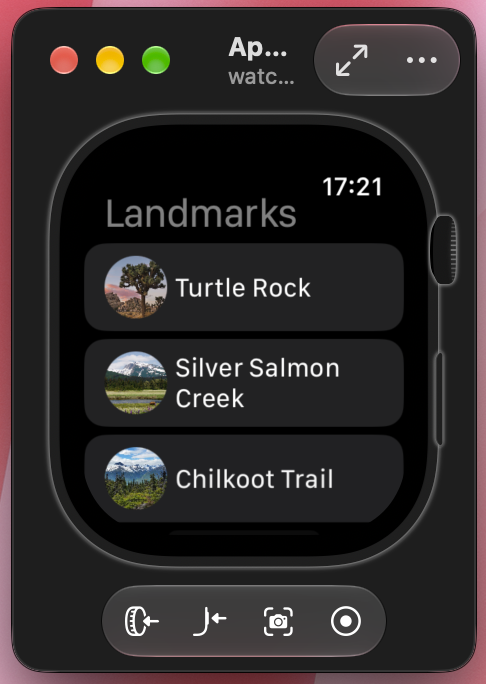 Ap...
watc...
17:21
Landmarks
Turtle Rock
Silver Salmon
Creek
Chilkoot Trail